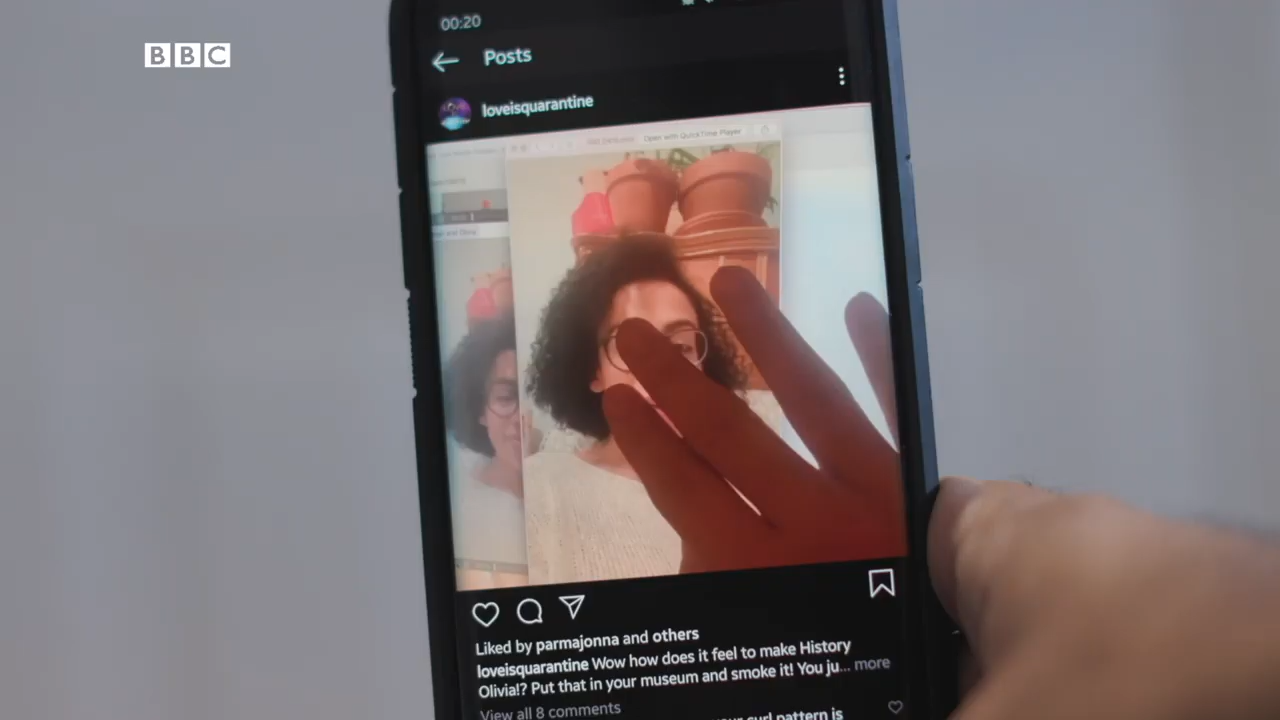 BBC
00:20
Posts
loveisquarantine
Open with QuickTime Player
Liked by parmajonna and others
loveisquarantine Wow how does it feel to make History
Olivia!? Put that in your museum and smoke it! You ju... more
View all 8 comments
curl pattern is